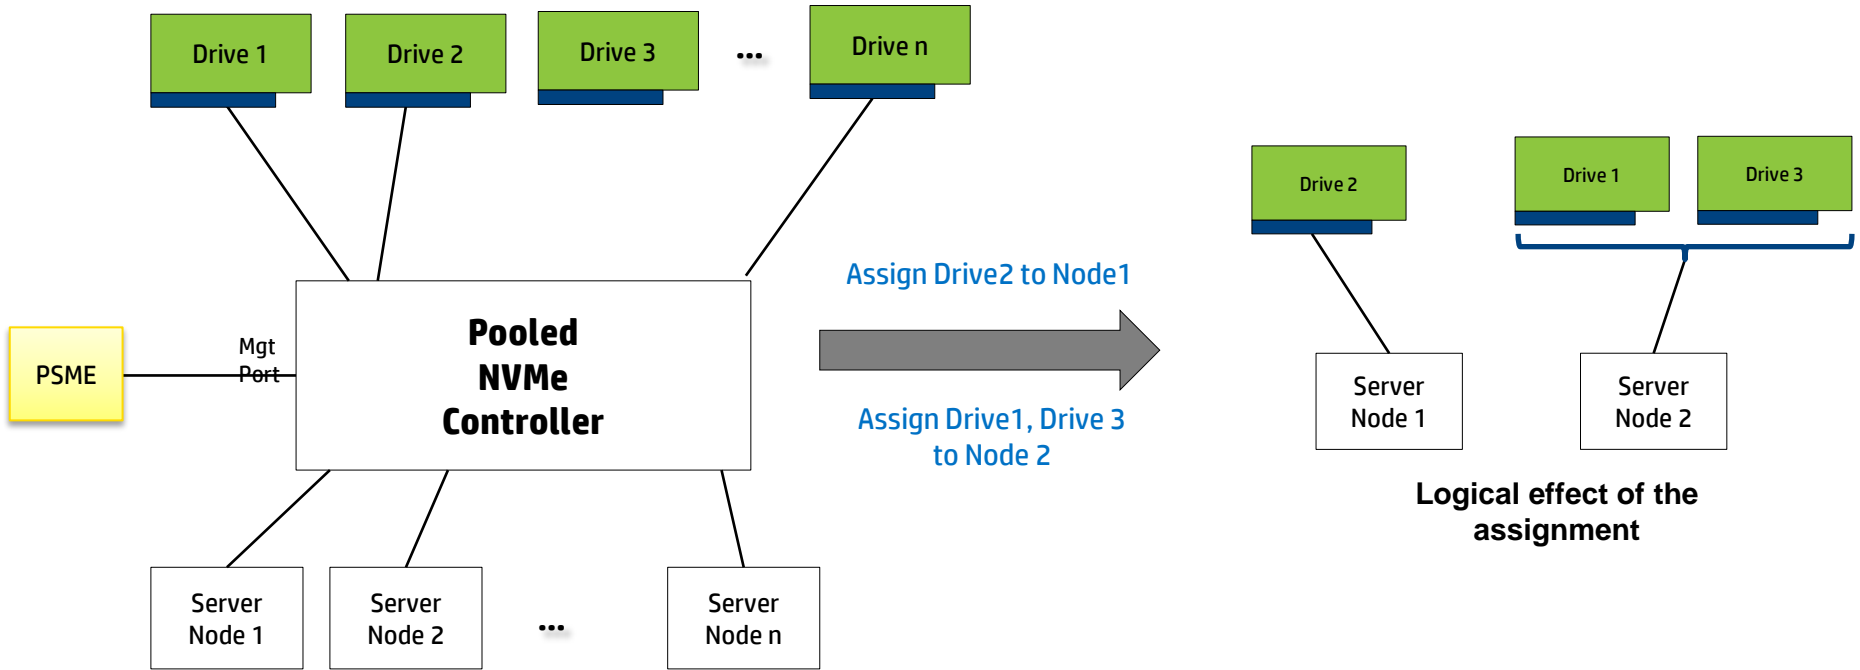 Drive 1
Drive 2
Drive 3
...
Drive n
PSME
Mgt
Port
Pooled
NVMe
Controller
Server
Node 1
Server
Node 2
...
Server
Node n
Assign Drive2 to Node1
Assign Drive1, Drive 3
to Node 2
Drive 2
Drive 1
Drive 3
Server
Node 1
Server
Node 2
Logical effect of the
assignment